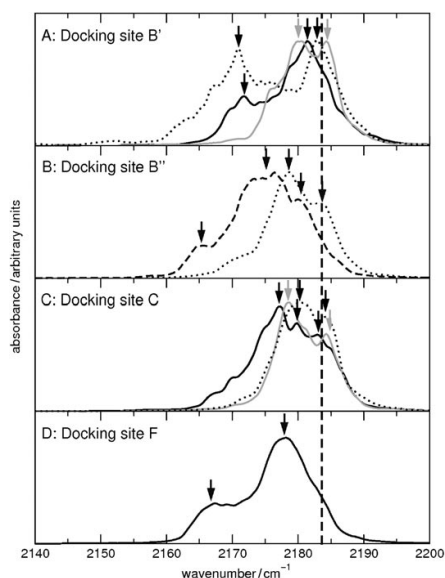 A: Docking site B'
B: Docking site B''
C: Docking site C
D: Docking site F
absorbance / arbitrary units
2140 2150 2160 2170 2180 2190 2200
wavenumber / cm⁻¹